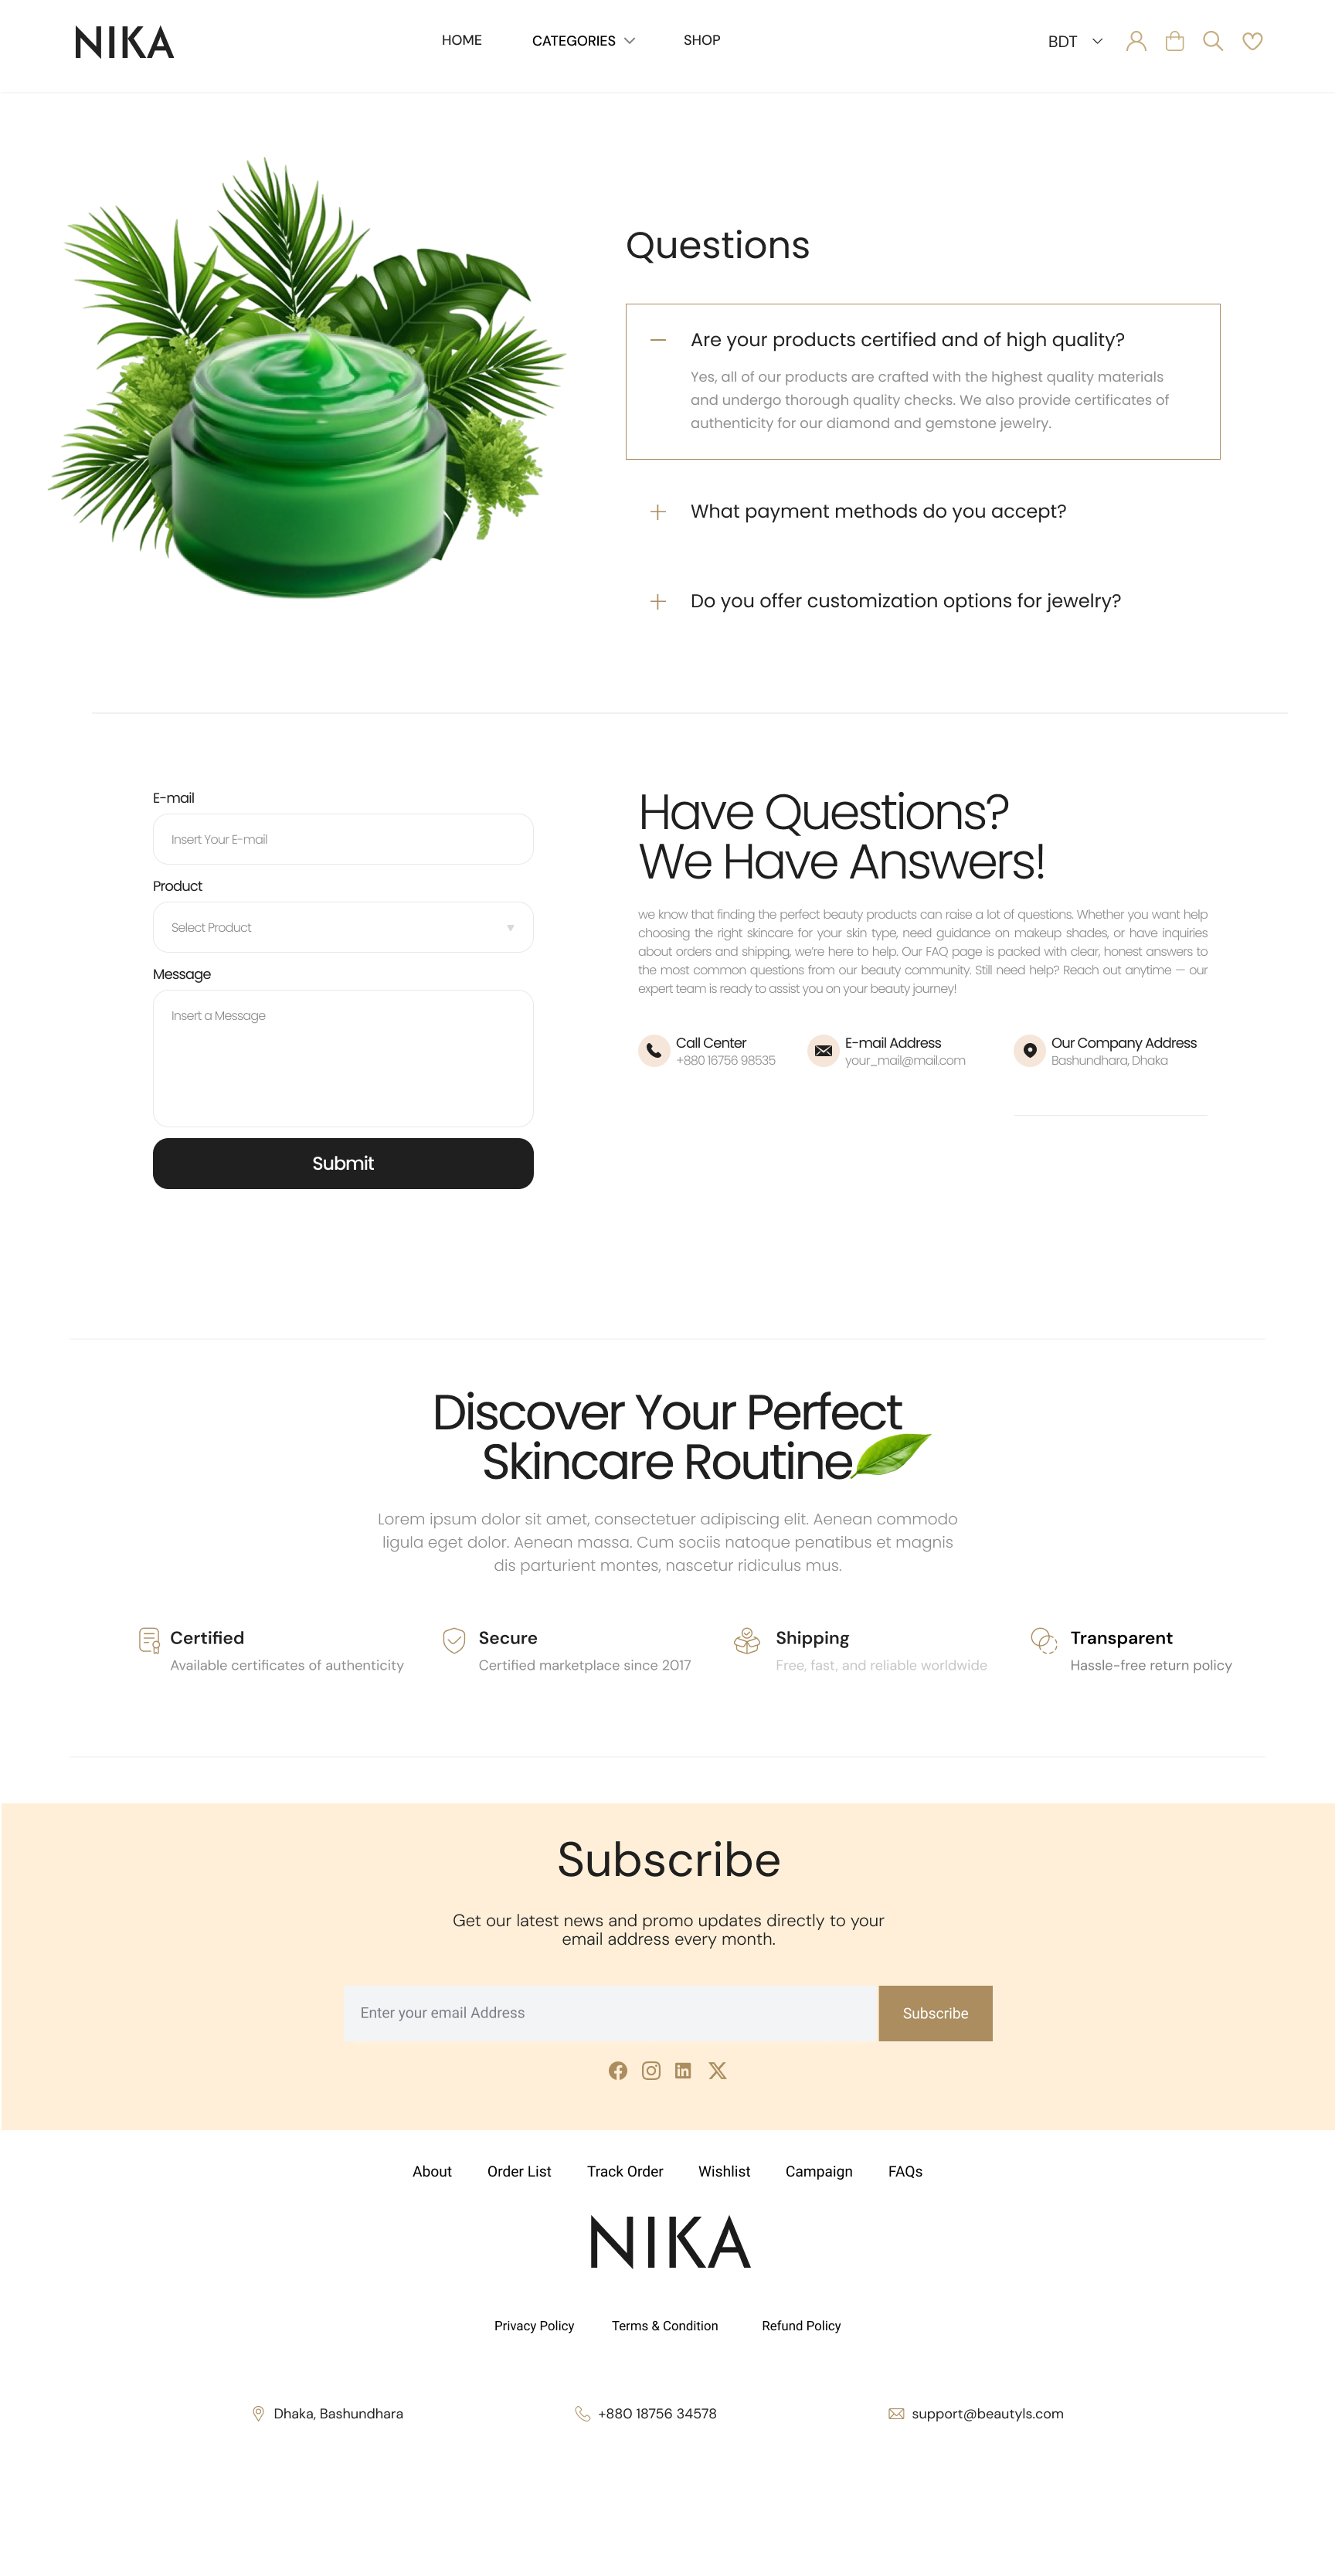 NIKA
HOME
CATEGORIES
SHOP
BDT
Questions
Are your products certified and of high quality?
Yes, all of our products are crafted with the highest quality materials
and undergo thorough quality checks. We also provide certificates of
authenticity for our diamond and gemstone jewelry.
What payment methods do you accept?
Do you offer customization options for jewelry?
E-mail
Insert Your E-mail
Product
Select Product
Message
Insert a Message
Submit
Have Questions?
We Have Answers!
we know that finding the perfect beauty products can raise a lot of questions. Whether you want help
choosing the right skincare for your skin type, need guidance on makeup shades, or have inquiries
about orders and shipping, we're here to help. Our FAQ page is packed with clear, honest answers to
the most common questions from our beauty community. Still need help? Reach out anytime — our
expert team is ready to assist you on your beauty journey!
Call Center
+880 16756 98535
E-mail Address
your_mail@mail.com
Our Company Address
Bashundhara, Dhaka
Discover Your Perfect
Skincare Routine
Lorem ipsum dolor sit amet, consectetuer adipiscing elit. Aenean commodo
ligula eget dolor. Aenean massa. Cum sociis natoque penatibus et magnis
dis parturient montes, nascetur ridiculus mus.
Certified
Available certificates of authenticity
Secure
Certified marketplace since 2017
Shipping
Free, fast, and reliable worldwide
Transparent
Hassle-free return policy
Subscribe
Get our latest news and promo updates directly to your
email address every month.
Enter your email Address
Subscribe
About
Order List
Track Order
Wishlist
Campaign
FAQs
NIKA
Privacy Policy
Terms & Condition
Refund Policy
Dhaka, Bashundhara
+880 18756 34578
support@beautyls.com